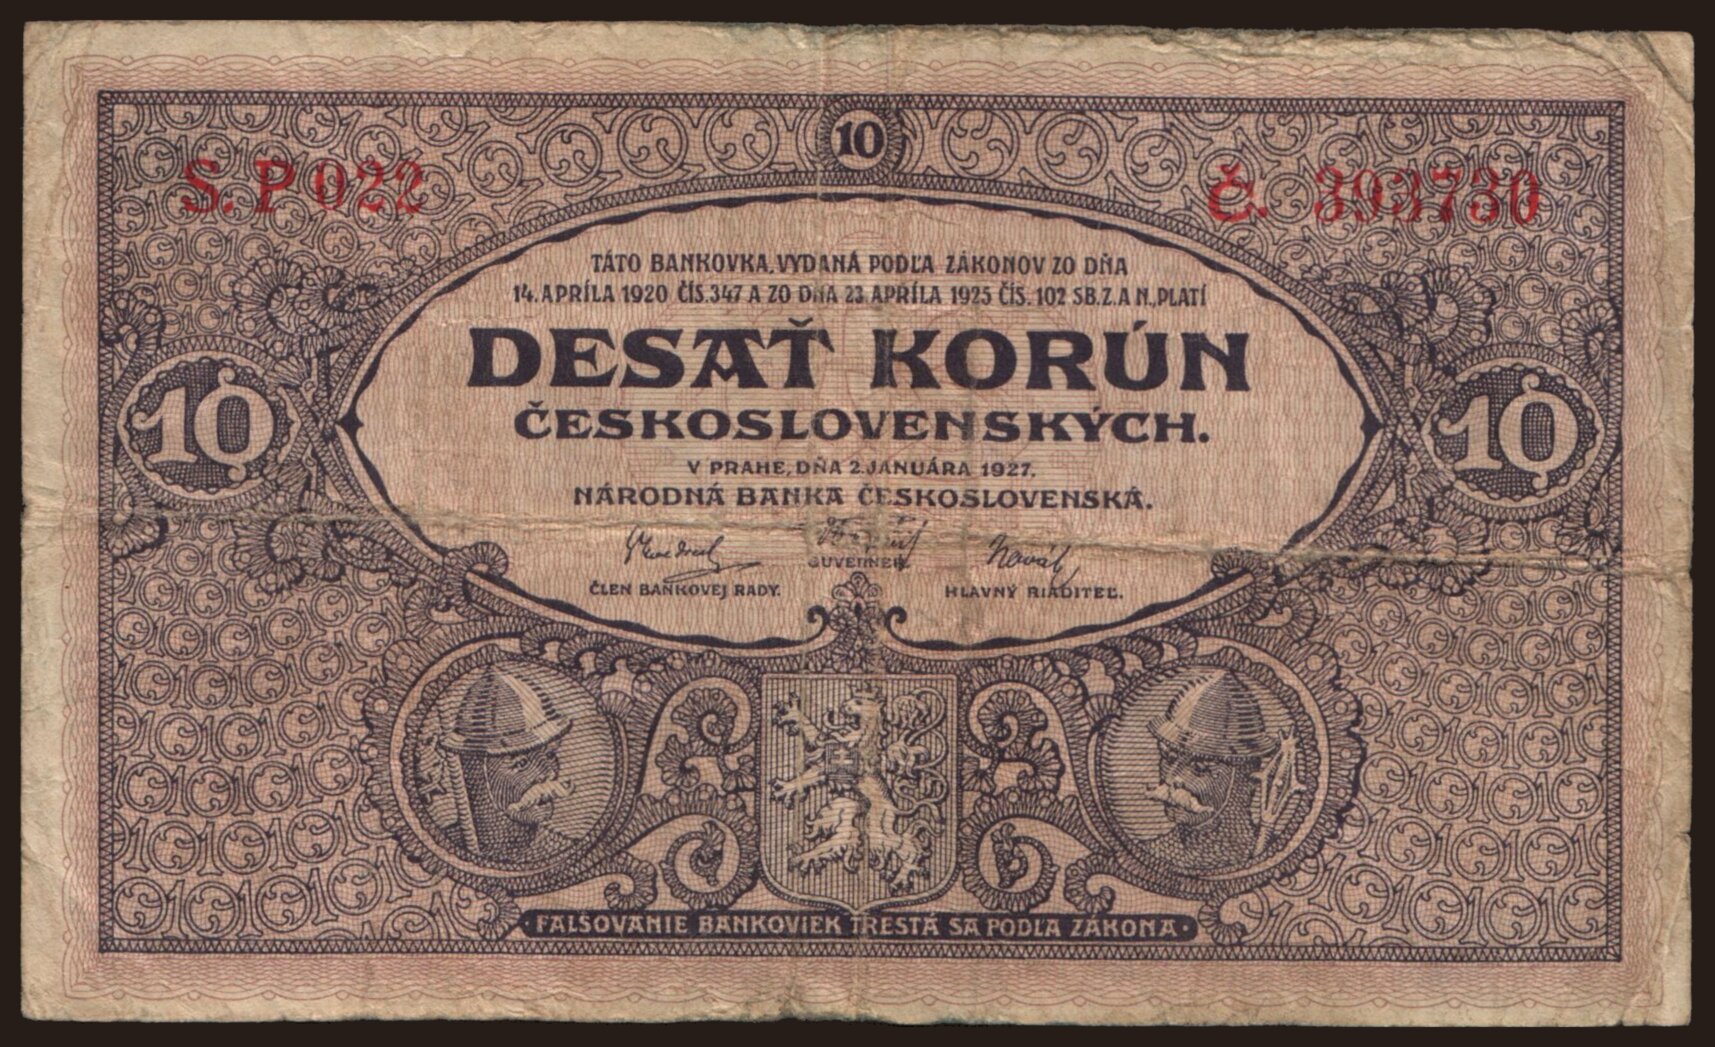 10
S. P 022
Č. 393730
TÁTO BANKOVKA, VYDANÁ PODĽA ZÁKONOV ZO DŇA
14. APRÍLA 1920 ČÍS. 347 A ZO DŇA 23 APRÍLA 1925 ČÍS. 102 SB. Z. A N., PLATÍ
DESAŤ KORÚN
ČESKOSLOVENSKÝCH.
10
10
V PRAHE, DŇA 2. JANUÁRA 1927.
NÁRODNÁ BANKA ČESKOSLOVENSKÁ.
Novák
GUVERNER.
ČLEN BANKOVEJ RADY.
HLAVNÝ RIADITEĽ.
· FALŠOVANIE BANKOVIEK TRESTÁ SA PODĽA ZÁKONA ·